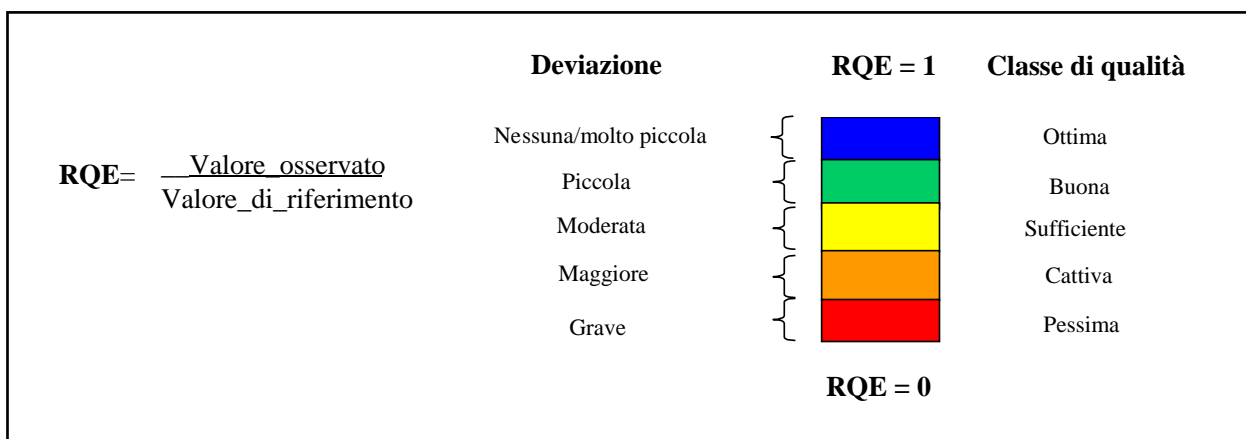 Deviazione RQE = 1 Classe di qualità
Nessuna/molto piccola Ottima
RQE= Valore_osservato
Valore_di_riferimento
Piccola Buona
Moderata Sufficiente
Maggiore Cattiva
Grave Pessima
RQE = 0